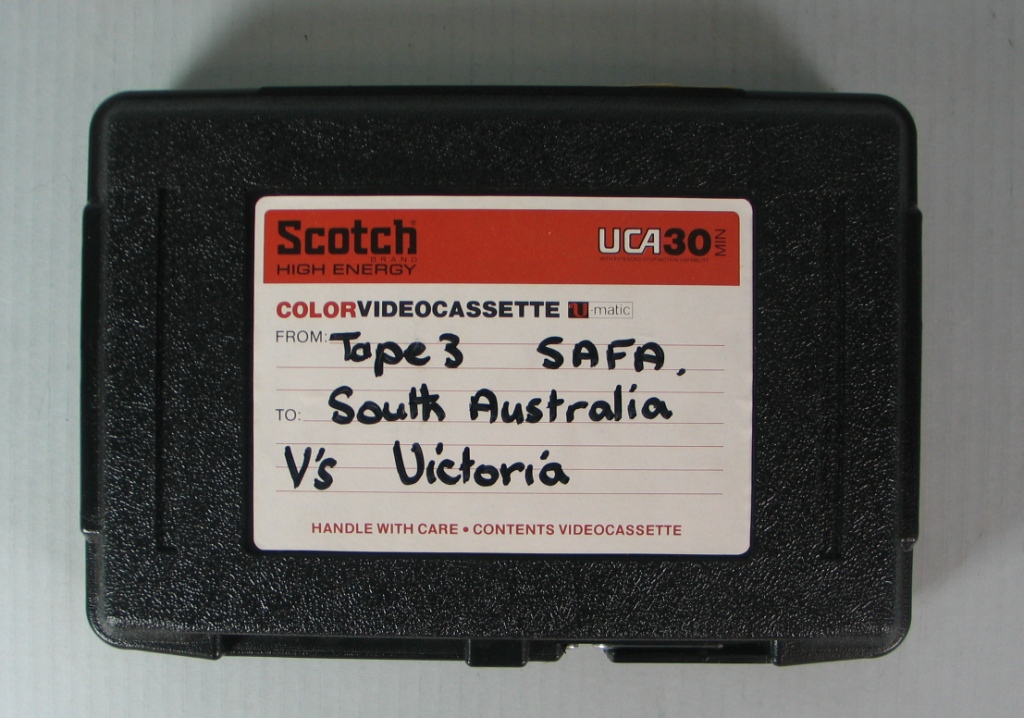 Scotch
BRAND
HIGH ENERGY
UCA30 MIN
COLORVIDEOCASSETTE U-matic
FROM: Tape 3 SAFA.
TO: South Australia
V's Victoria
HANDLE WITH CARE • CONTENTS VIDEOCASSETTE